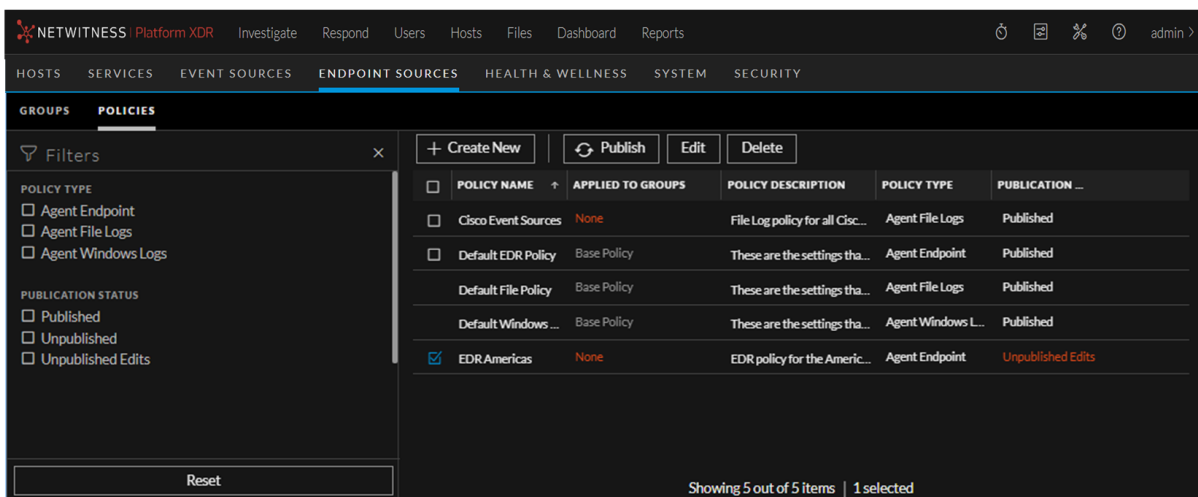 NETWITNESS | Platform XDR Investigate Respond Users Hosts Files Dashboard Reports admin >
HOSTS SERVICES EVENT SOURCES ENDPOINT SOURCES HEALTH & WELLNESS SYSTEM SECURITY
GROUPS POLICIES
Filters ×
POLICY TYPE
Agent Endpoint
Agent File Logs
Agent Windows Logs
PUBLICATION STATUS
Published
Unpublished
Unpublished Edits
Reset
+ Create New Publish Edit Delete
POLICY NAME ↑ APPLIED TO GROUPS POLICY DESCRIPTION POLICY TYPE PUBLICATION ...
Cisco Event Sources None File Log policy for all Cisc... Agent File Logs Published
Default EDR Policy Base Policy These are the settings tha... Agent Endpoint Published
Default File Policy Base Policy These are the settings tha... Agent File Logs Published
Default Windows ... Base Policy These are the settings tha... Agent Windows L... Published
EDR Americas None EDR policy for the Americ... Agent Endpoint Unpublished Edits
Showing 5 out of 5 items | 1 selected